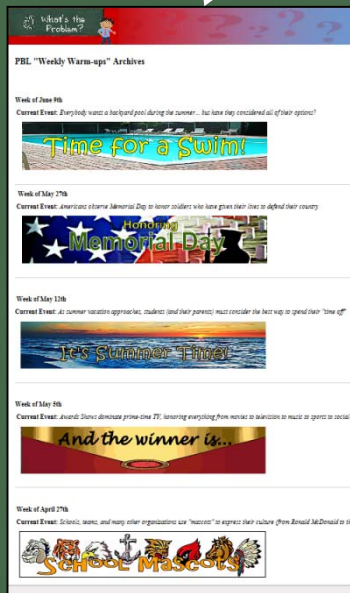 What's the
Problem?
PBL "Weekly Warm-ups" Archives
Week of June 9th
Current Event: Everybody wants a backyard pool during the summer... but have they considered all of their options?
Time for a Swim!
Week of May 27th
Current Event: Americans observe Memorial Day to honor soldiers who have given their lives to defend their country
Honoring
Memorial Day
Week of May 12th
Current Event: As summer vacation approaches, students (and their parents) must consider the best way to spend their "time off"
It's Summer Time!
Week of May 5th
Current Event: Awards Shows dominate prime-time TV, honoring everything from movies to television to music to sports to social
And the winner is...
Week of April 27th
Current Event: Schools, teams, and many other organizations use "mascots" to express their culture (from Ronald McDonald to th
School Mascots